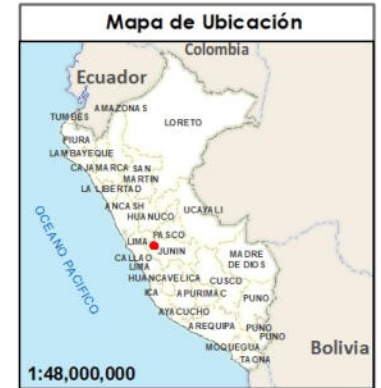 Mapa de Ubicación
Colombia
Ecuador
AMAZONAS
TUMBES
LORETO
PIURA
LAMBAYEQUE
CAJAMARCA SAN
MARTIN
LA LIBERTAD
ANCASH
UCAYALI
HUANUCO
OCEANO PACIFICO
PASCO
LIMA
JUNIN
CALLAO
MADRE
DE DIOS
LIMA
HUANCAVELICA
CUSCO
ICA
APURIMAC
PUNO
AYACUCHO
AREQUIPA
PUNO
PUNO
MOQUEGUA
Bolivia
TACNA
1:48,000,000